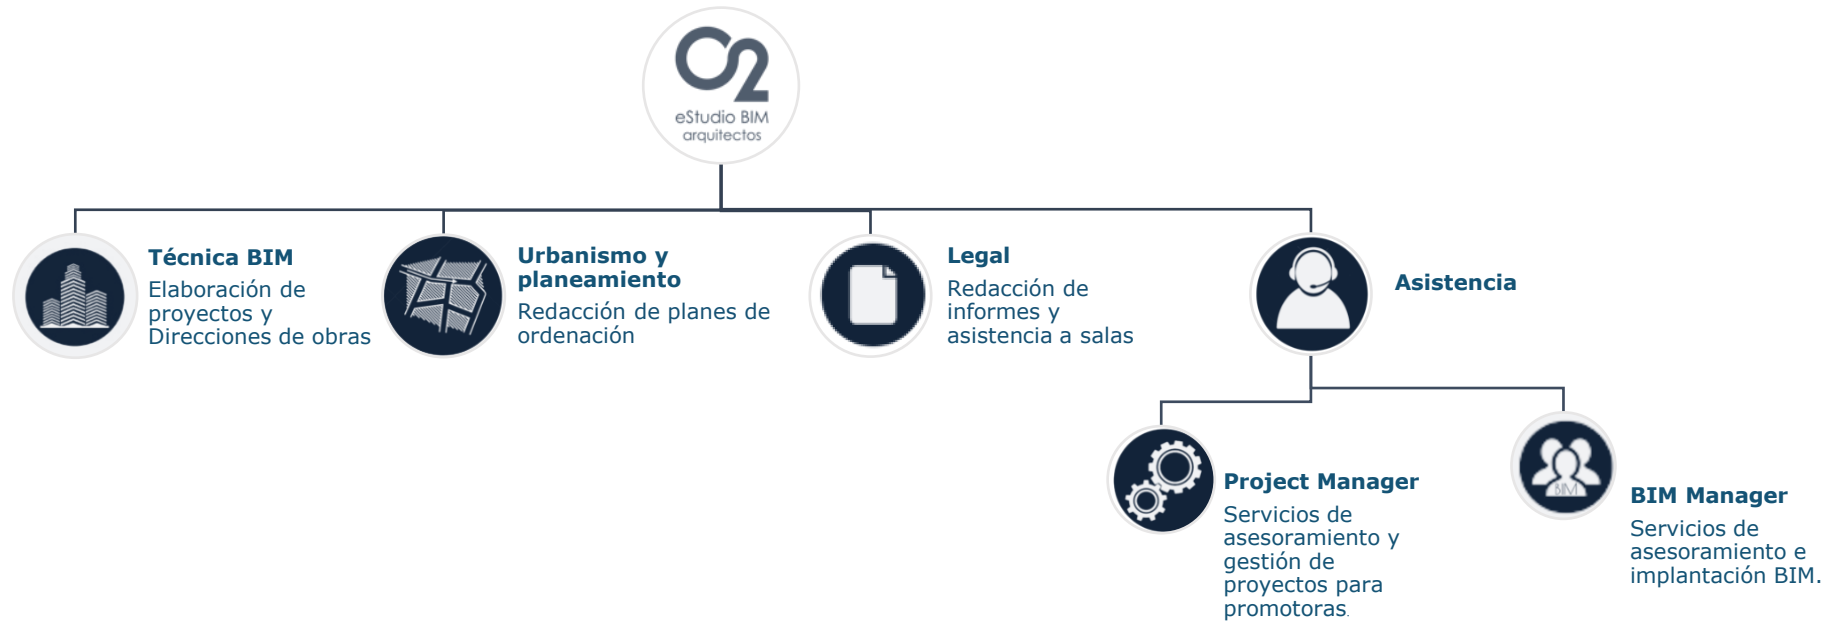 O2
eStudio BIM
arquitectos
Técnica BIM
Elaboración de
proyectos y
Direcciones de obras
Urbanismo y
planeamiento
Redacción de planes de
ordenación
Legal
Redacción de
informes y
asistencia a salas
Asistencia
Project Manager
Servicios de
asesoramiento y
gestión de
proyectos para
promotoras.
BIM
BIM Manager
Servicios de
asesoramiento e
implantación BIM.